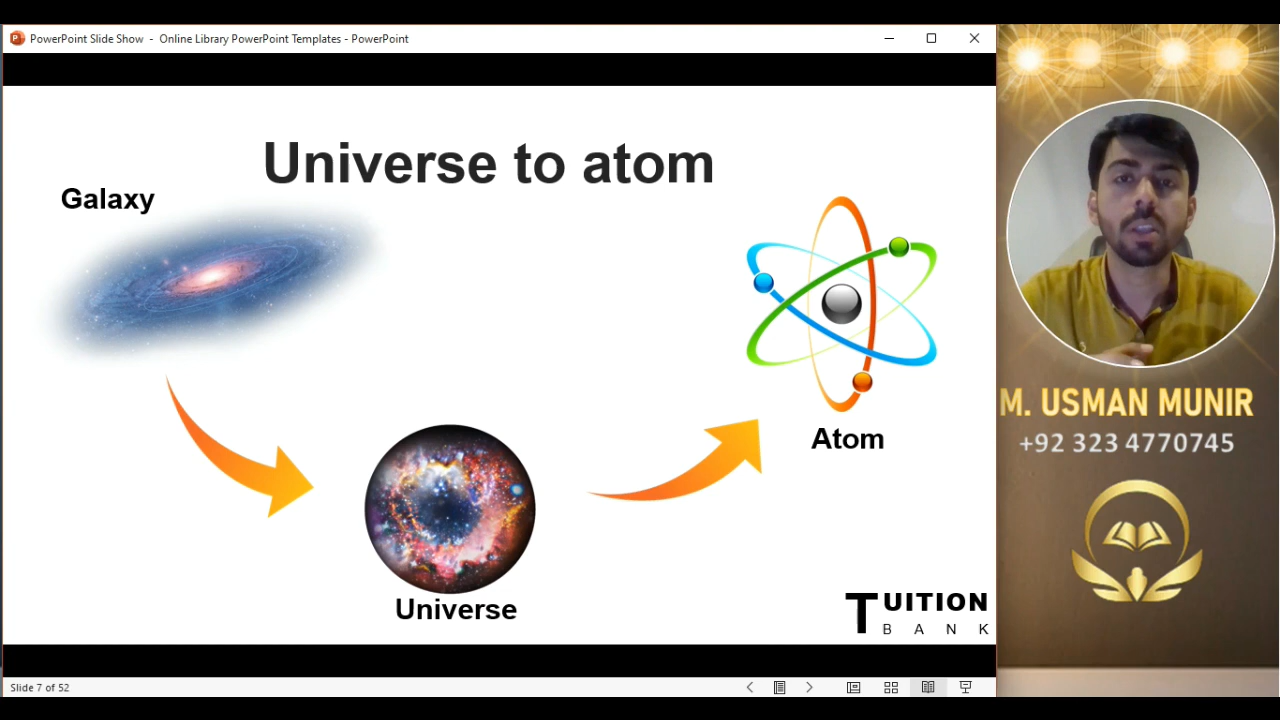 PowerPoint Slide Show - Online Library PowerPoint Templates - PowerPoint
Universe to atom
Galaxy
Atom
Universe
TUITION
BANK
Slide 7 of 52
M. USMAN MUNIR
+92 323 4770745